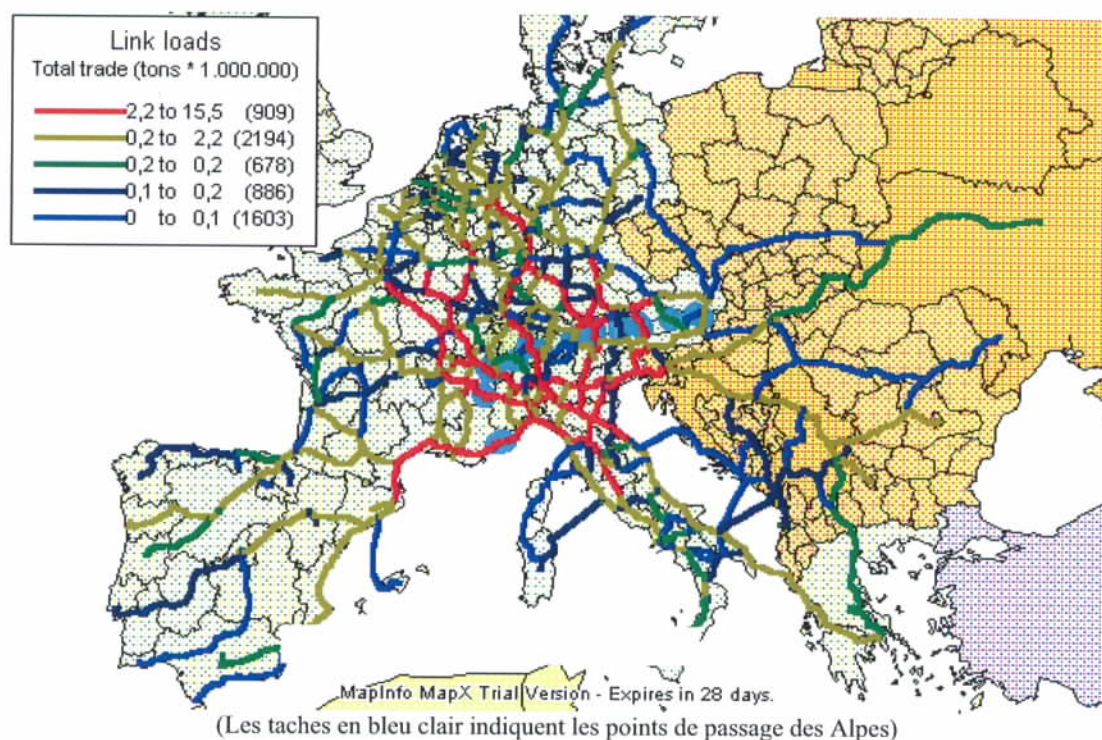 Link loads
Total trade (tons * 1.000.000)
2,2 to 15,5 (909)
0,2 to 2,2 (2194)
0,2 to 0,2 (678)
0,1 to 0,2 (886)
0 to 0,1 (1603)
MapInfo MapX Trial Version - Expires in 28 days.
(Les taches en bleu clair indiquent les points de passage des Alpes)